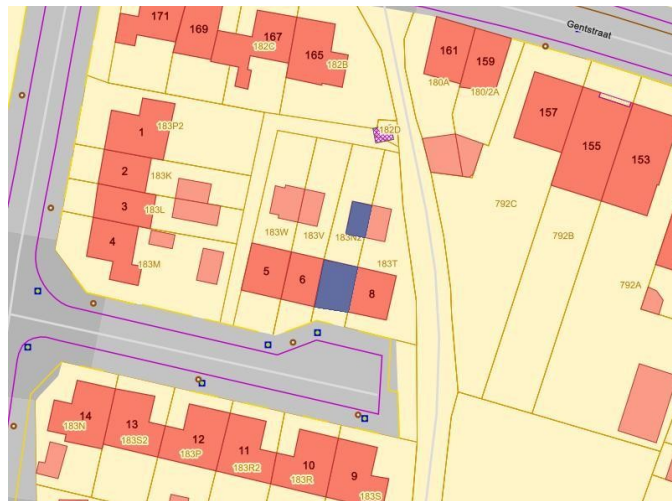 171
169
167
182C
165
182B
161
159
180A
180/2A
Gentstraat
157
155
153
1
183P2
182D
2
183K
3
183L
4
183M
183W
183V
183N2
183T
792C
792B
792A
5
6
8
14
183N
13
183S2
12
183P
11
183R2
10
183R
9
183S